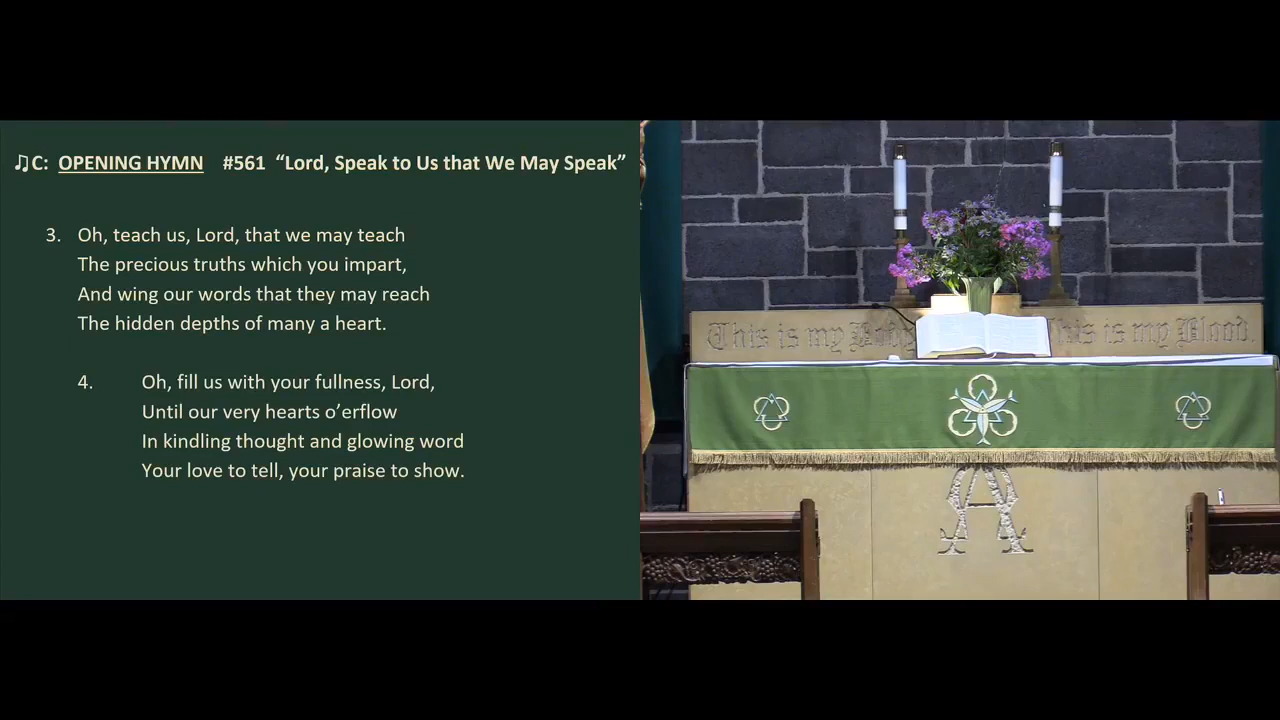 ♫C: OPENING HYMN #561 “Lord, Speak to Us that We May Speak”
3. Oh, teach us, Lord, that we may teach
The precious truths which you impart,
And wing our words that they may reach
The hidden depths of many a heart.
4. Oh, fill us with your fullness, Lord,
Until our very hearts o’erflow
In kindling thought and glowing word
Your love to tell, your praise to show.
This is my Body This is my Blood.